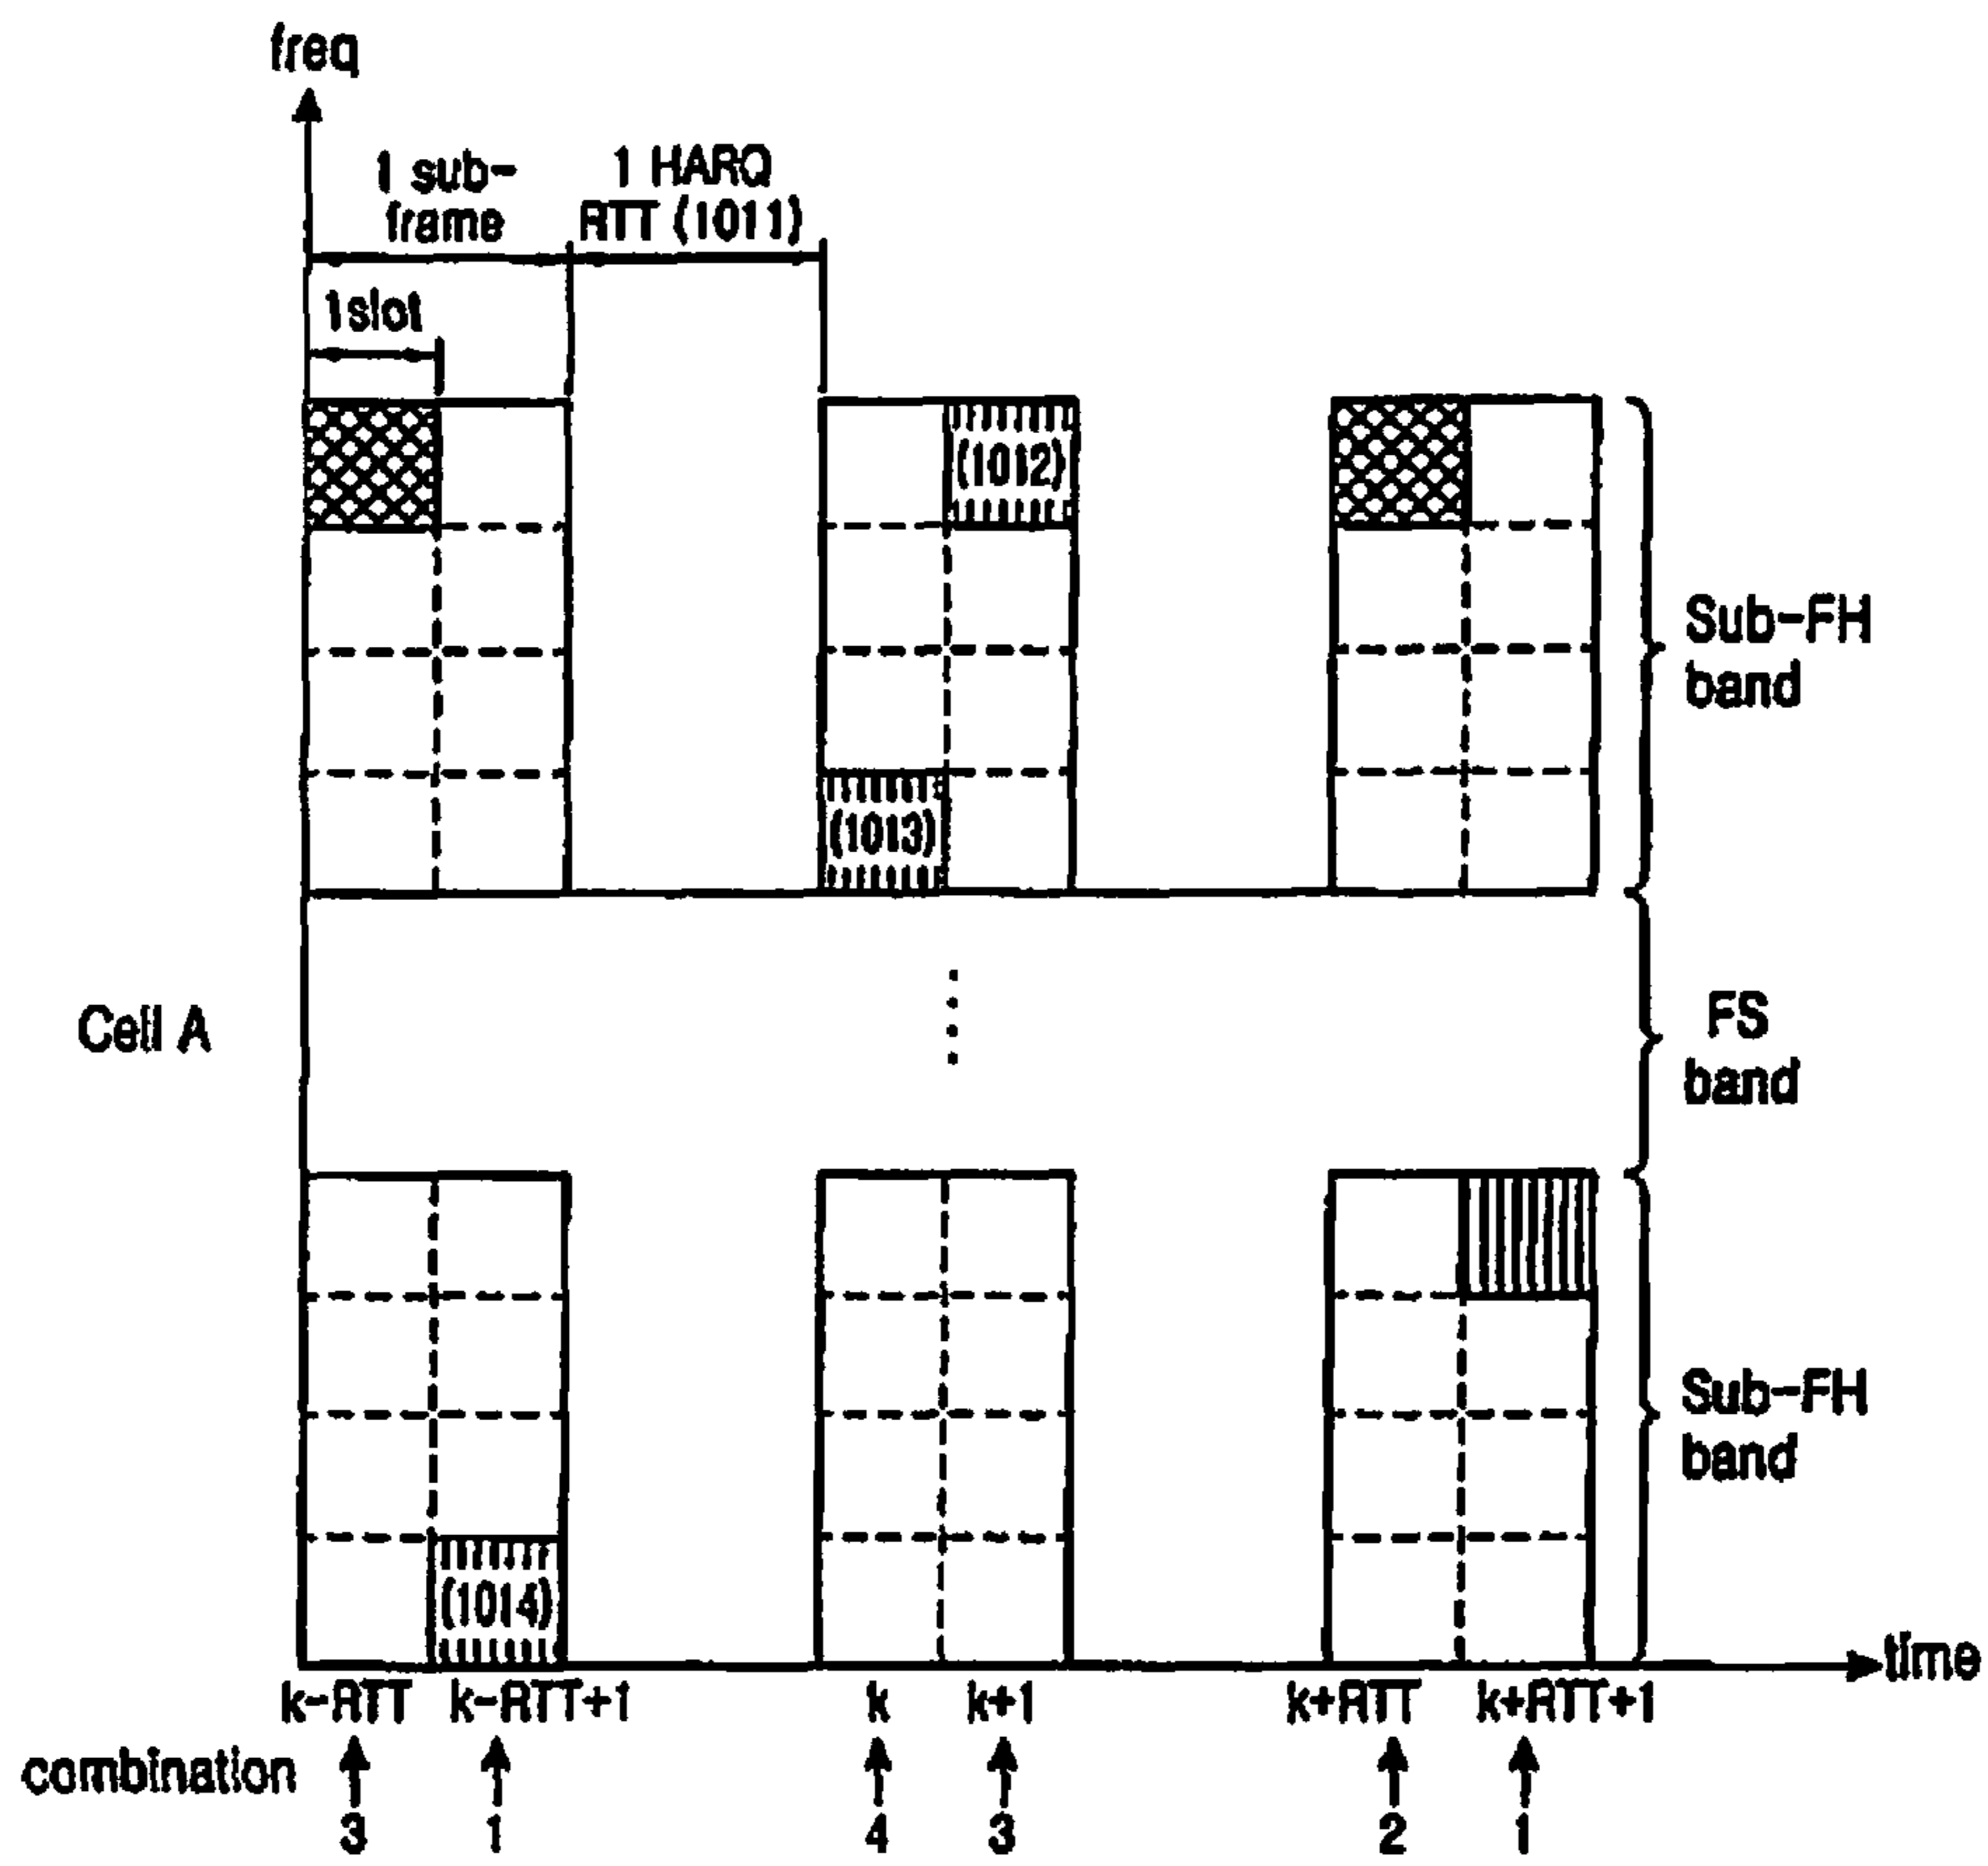 freq
1 sub-
frame
1 HARQ
RTT (1011)
1slot
(1012)
(1013)
Sub-FH
band
Cell A
FS
band
Sub-FH
band
(1014)
time
k-RTT k-RTT+1 k k+1 k+RTT k+RTT+1
combination
3 1 4 3 2 1